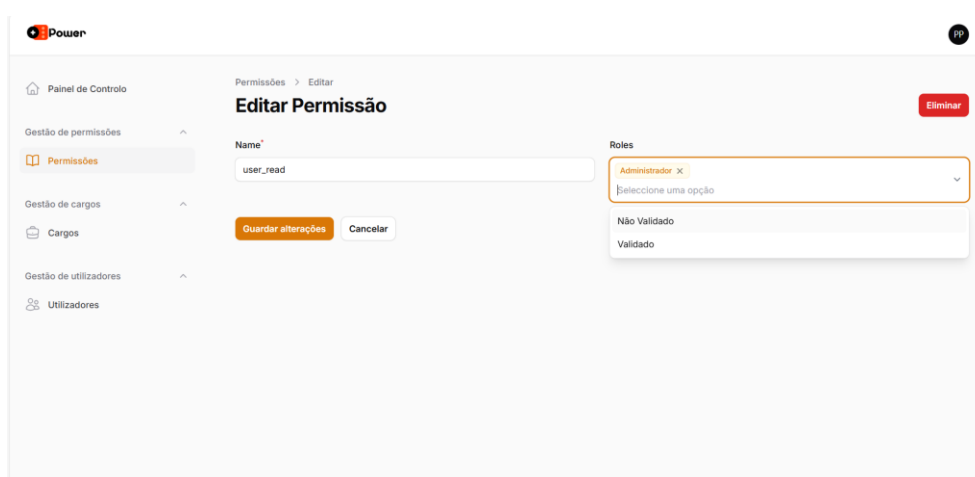 Power
PP
Painel de Controlo
Gestão de permissões
Permissões
Gestão de cargos
Cargos
Gestão de utilizadores
Utilizadores
Permissões > Editar
Editar Permissão
Eliminar
Name*
user_read
Roles
Administrador X
Seleccione uma opção
Não Validado
Validado
Guardar alterações
Cancelar